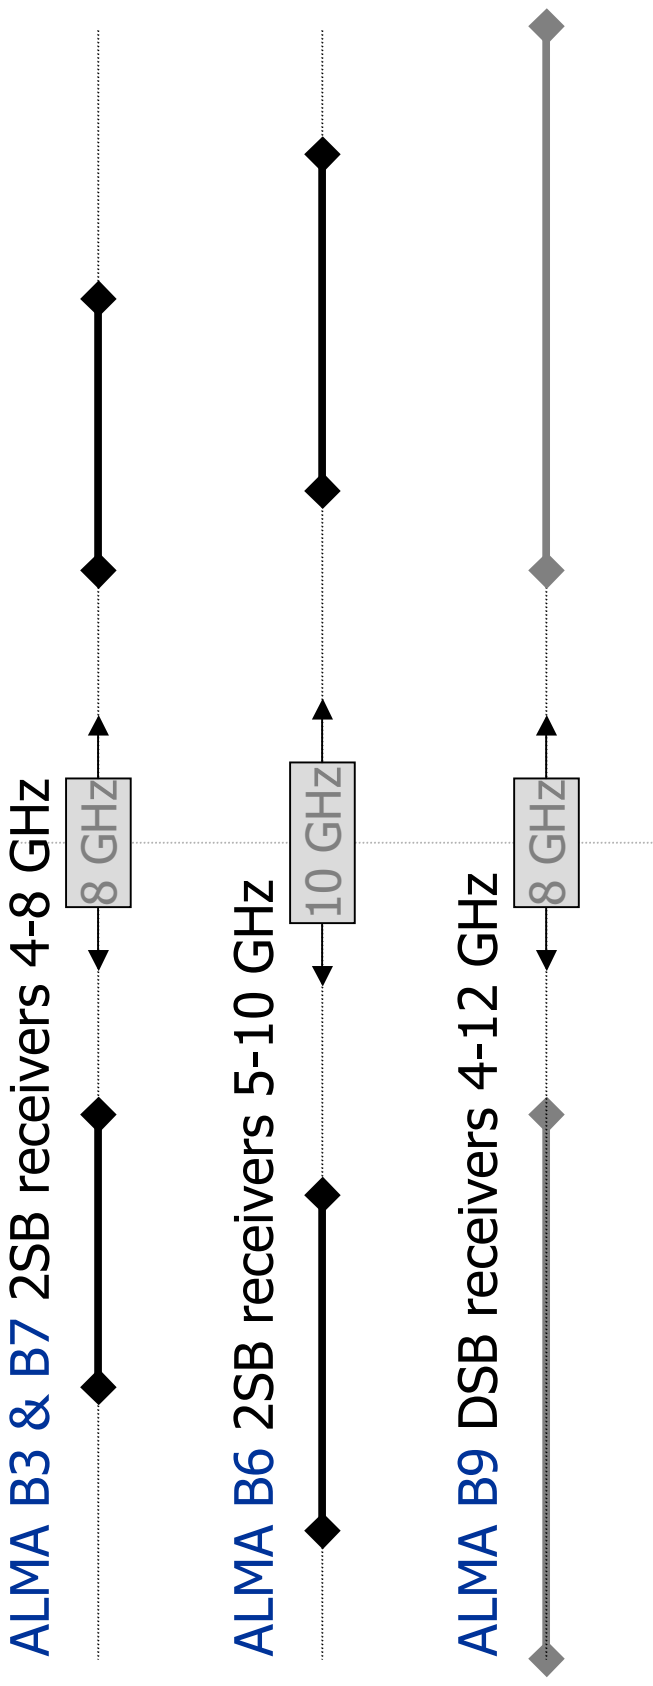 ALMA B3 & B7 2SB receivers 4-8 GHz
8 GHz
ALMA B6 2SB receivers 5-10 GHz
10 GHz
ALMA B9 DSB receivers 4-12 GHz
8 GHz